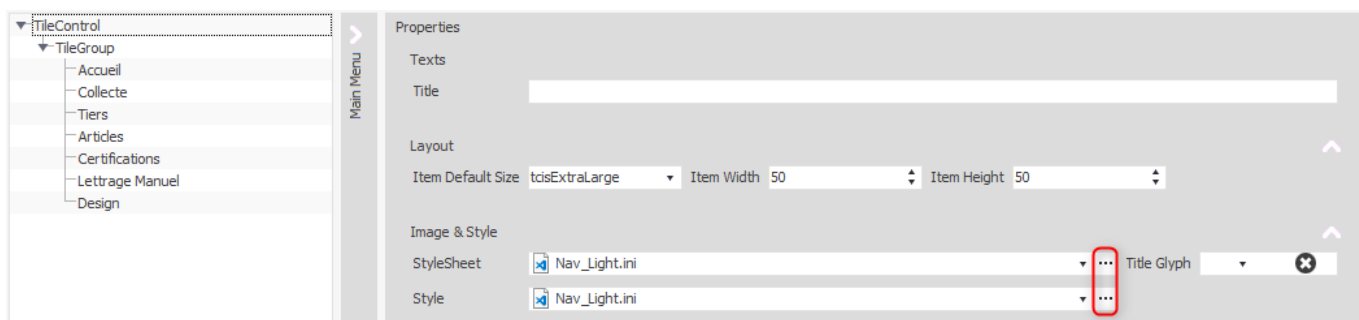 TileControl
TileGroup
Accueil
Collecte
Tiers
Articles
Certifications
Lettrage Manuel
Design
Main Menu
Properties
Texts
Title
Layout
Item Default Size tcisExtraLarge Item Width 50 Item Height 50
Image & Style
StyleSheet Nav_Light.ini ... Title Glyph
Style Nav_Light.ini ...